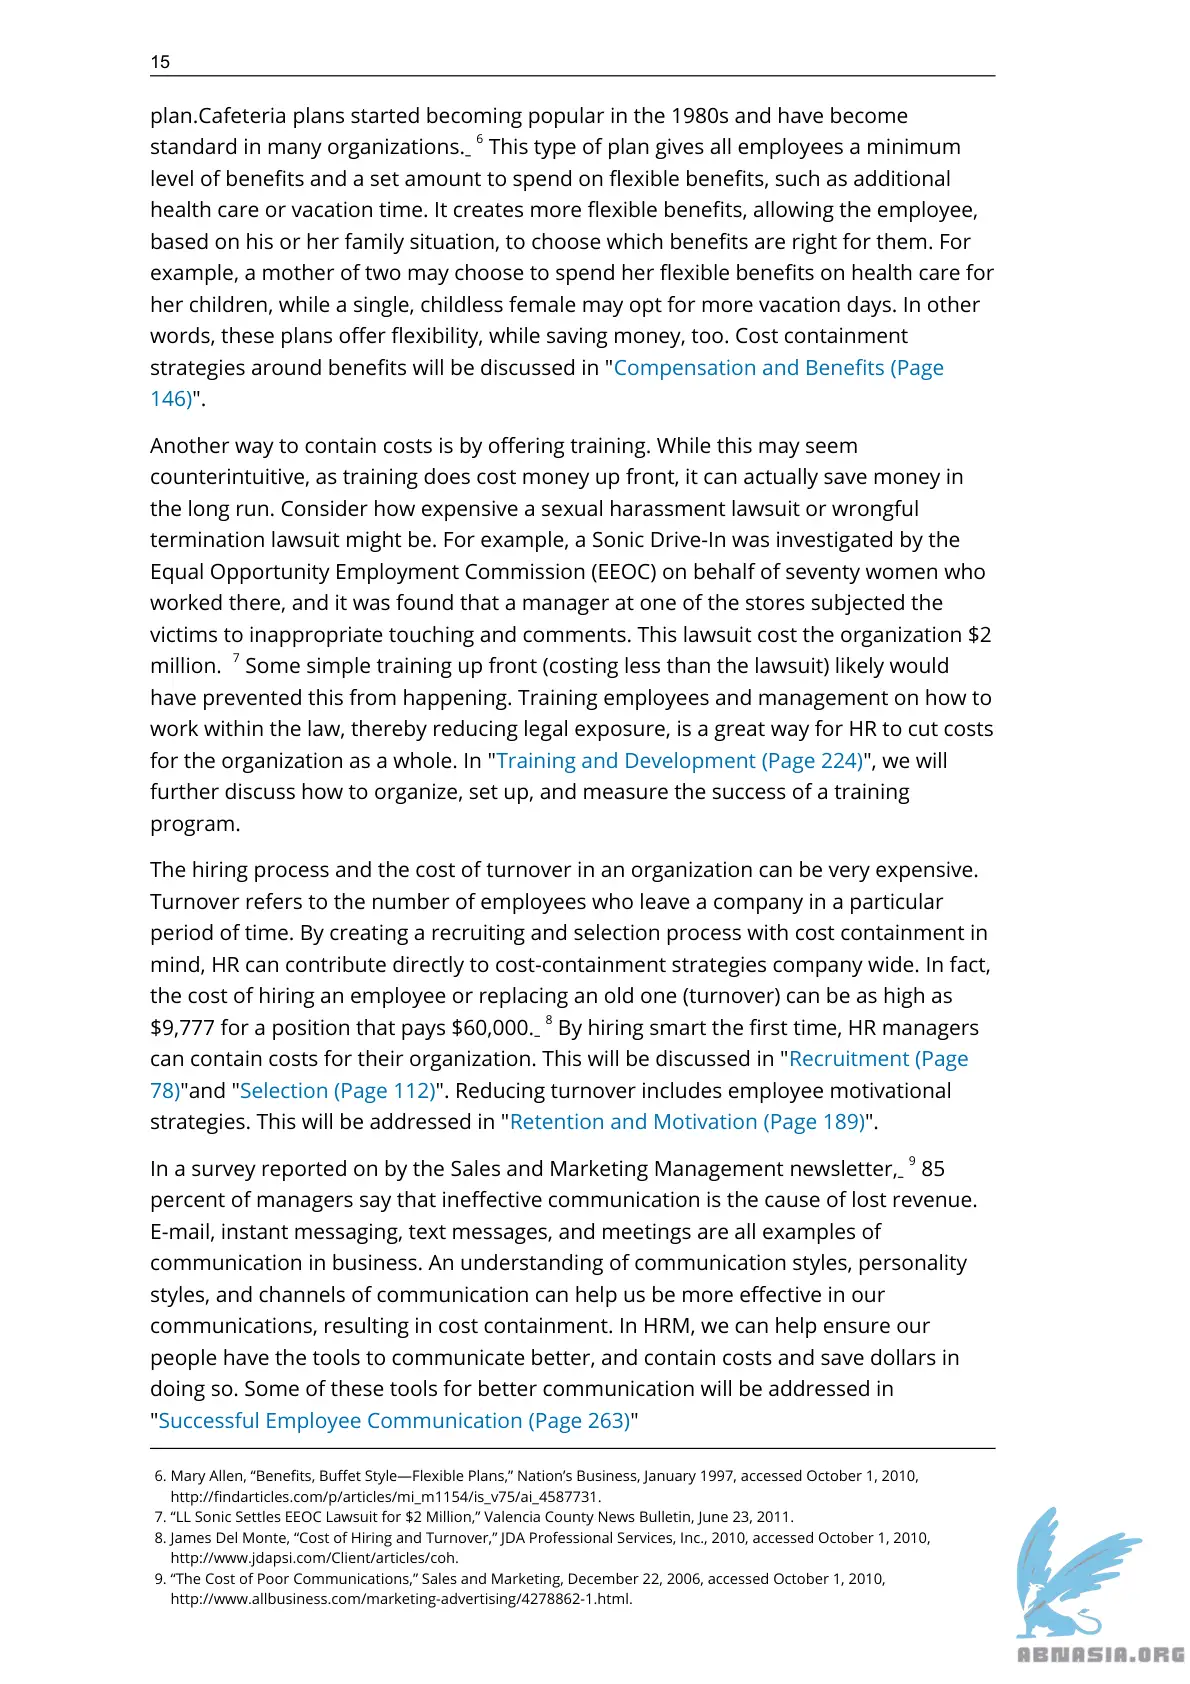 15
plan.Cafeteria plans started becoming popular in the 1980s and have become
standard in many organizations._ 6 This type of plan gives all employees a minimum
level of benefits and a set amount to spend on flexible benefits, such as additional
health care or vacation time. It creates more flexible benefits, allowing the employee,
based on his or her family situation, to choose which benefits are right for them. For
example, a mother of two may choose to spend her flexible benefits on health care for
her children, while a single, childless female may opt for more vacation days. In other
words, these plans offer flexibility, while saving money, too. Cost containment
strategies around benefits will be discussed in "Compensation and Benefits (Page
146)".
Another way to contain costs is by offering training. While this may seem
counterintuitive, as training does cost money up front, it can actually save money in
the long run. Consider how expensive a sexual harassment lawsuit or wrongful
termination lawsuit might be. For example, a Sonic Drive-In was investigated by the
Equal Opportunity Employment Commission (EEOC) on behalf of seventy women who
worked there, and it was found that a manager at one of the stores subjected the
victims to inappropriate touching and comments. This lawsuit cost the organization $2
million. 7 Some simple training up front (costing less than the lawsuit) likely would
have prevented this from happening. Training employees and management on how to
work within the law, thereby reducing legal exposure, is a great way for HR to cut costs
for the organization as a whole. In "Training and Development (Page 224)", we will
further discuss how to organize, set up, and measure the success of a training
program.
The hiring process and the cost of turnover in an organization can be very expensive.
Turnover refers to the number of employees who leave a company in a particular
period of time. By creating a recruiting and selection process with cost containment in
mind, HR can contribute directly to cost-containment strategies company wide. In fact,
the cost of hiring an employee or replacing an old one (turnover) can be as high as
$9,777 for a position that pays $60,000._ 8 By hiring smart the first time, HR managers
can contain costs for their organization. This will be discussed in "Recruitment (Page
78)"and "Selection (Page 112)". Reducing turnover includes employee motivational
strategies. This will be addressed in "Retention and Motivation (Page 189)".
In a survey reported on by the Sales and Marketing Management newsletter,_ 9 85
percent of managers say that ineffective communication is the cause of lost revenue.
E-mail, instant messaging, text messages, and meetings are all examples of
communication in business. An understanding of communication styles, personality
styles, and channels of communication can help us be more effective in our
communications, resulting in cost containment. In HRM, we can help ensure our
people have the tools to communicate better, and contain costs and save dollars in
doing so. Some of these tools for better communication will be addressed in
"Successful Employee Communication (Page 263)"
6. Mary Allen, “Benefits, Buffet Style—Flexible Plans,” Nation’s Business, January 1997, accessed October 1, 2010,
http://findarticles.com/p/articles/mi_m1154/is_v75/ai_4587731.
7. “LL Sonic Settles EEOC Lawsuit for $2 Million,” Valencia County News Bulletin, June 23, 2011.
8. James Del Monte, “Cost of Hiring and Turnover,” JDA Professional Services, Inc., 2010, accessed October 1, 2010,
http://www.jdapsi.com/Client/articles/coh.
9. “The Cost of Poor Communications,” Sales and Marketing, December 22, 2006, accessed October 1, 2010,
http://www.allbusiness.com/marketing-advertising/4278862-1.html.
ABNASIA.ORG